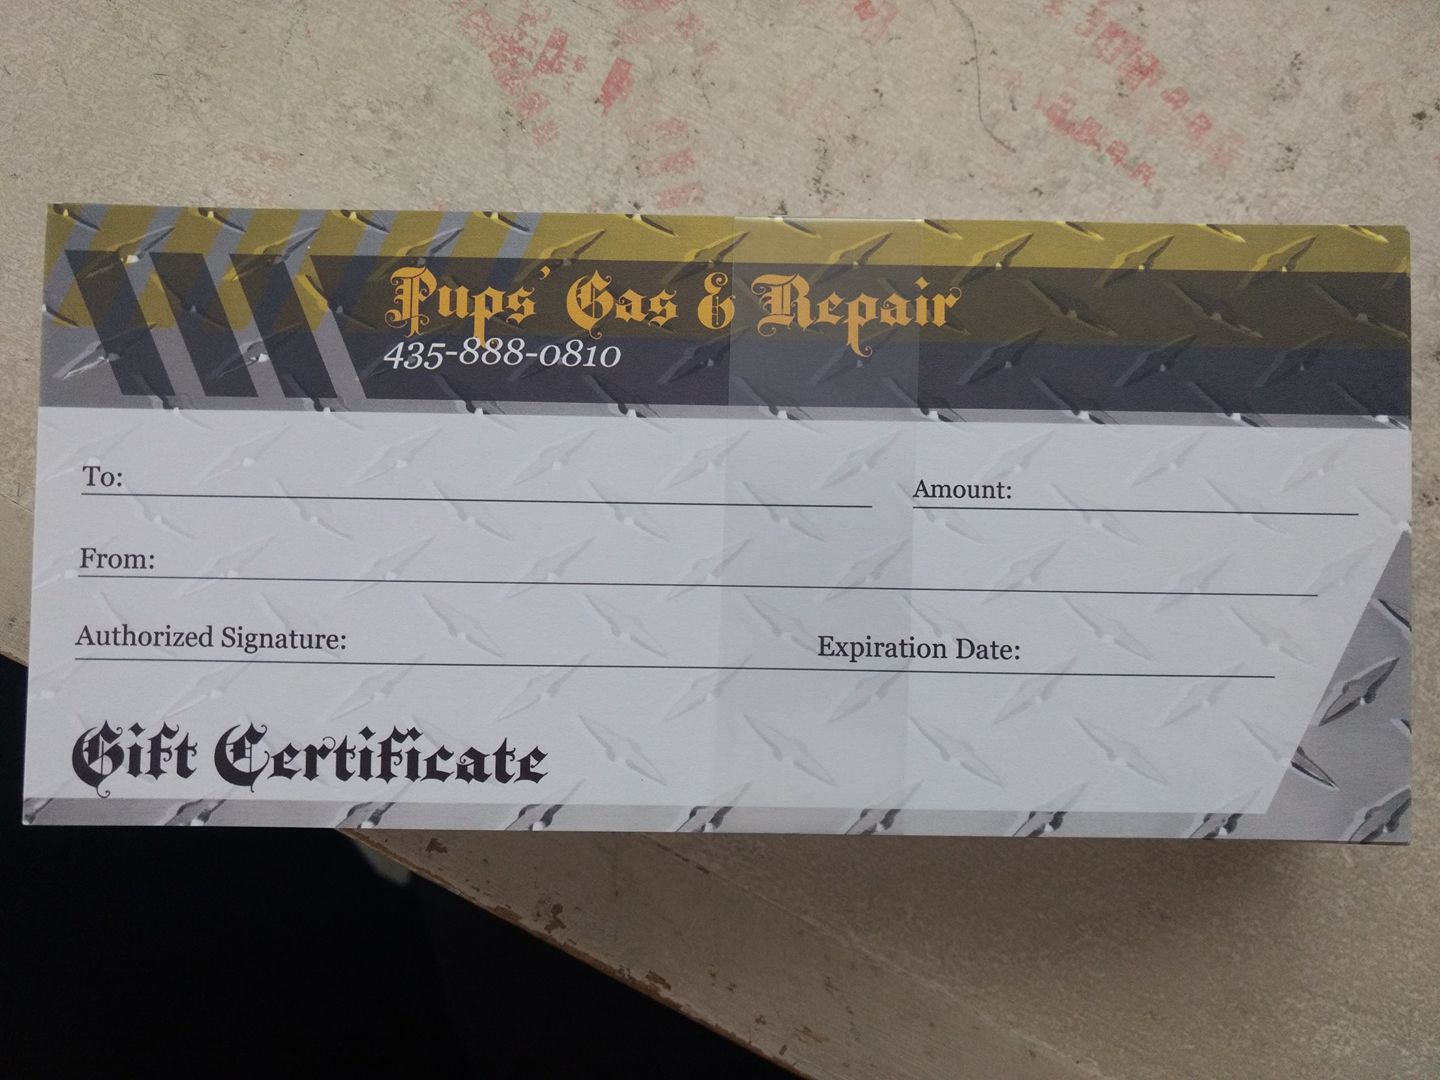 Pups' Gas & Repair
435-888-0810
To: Amount:
From:
Authorized Signature: Expiration Date:
Gift Certificate